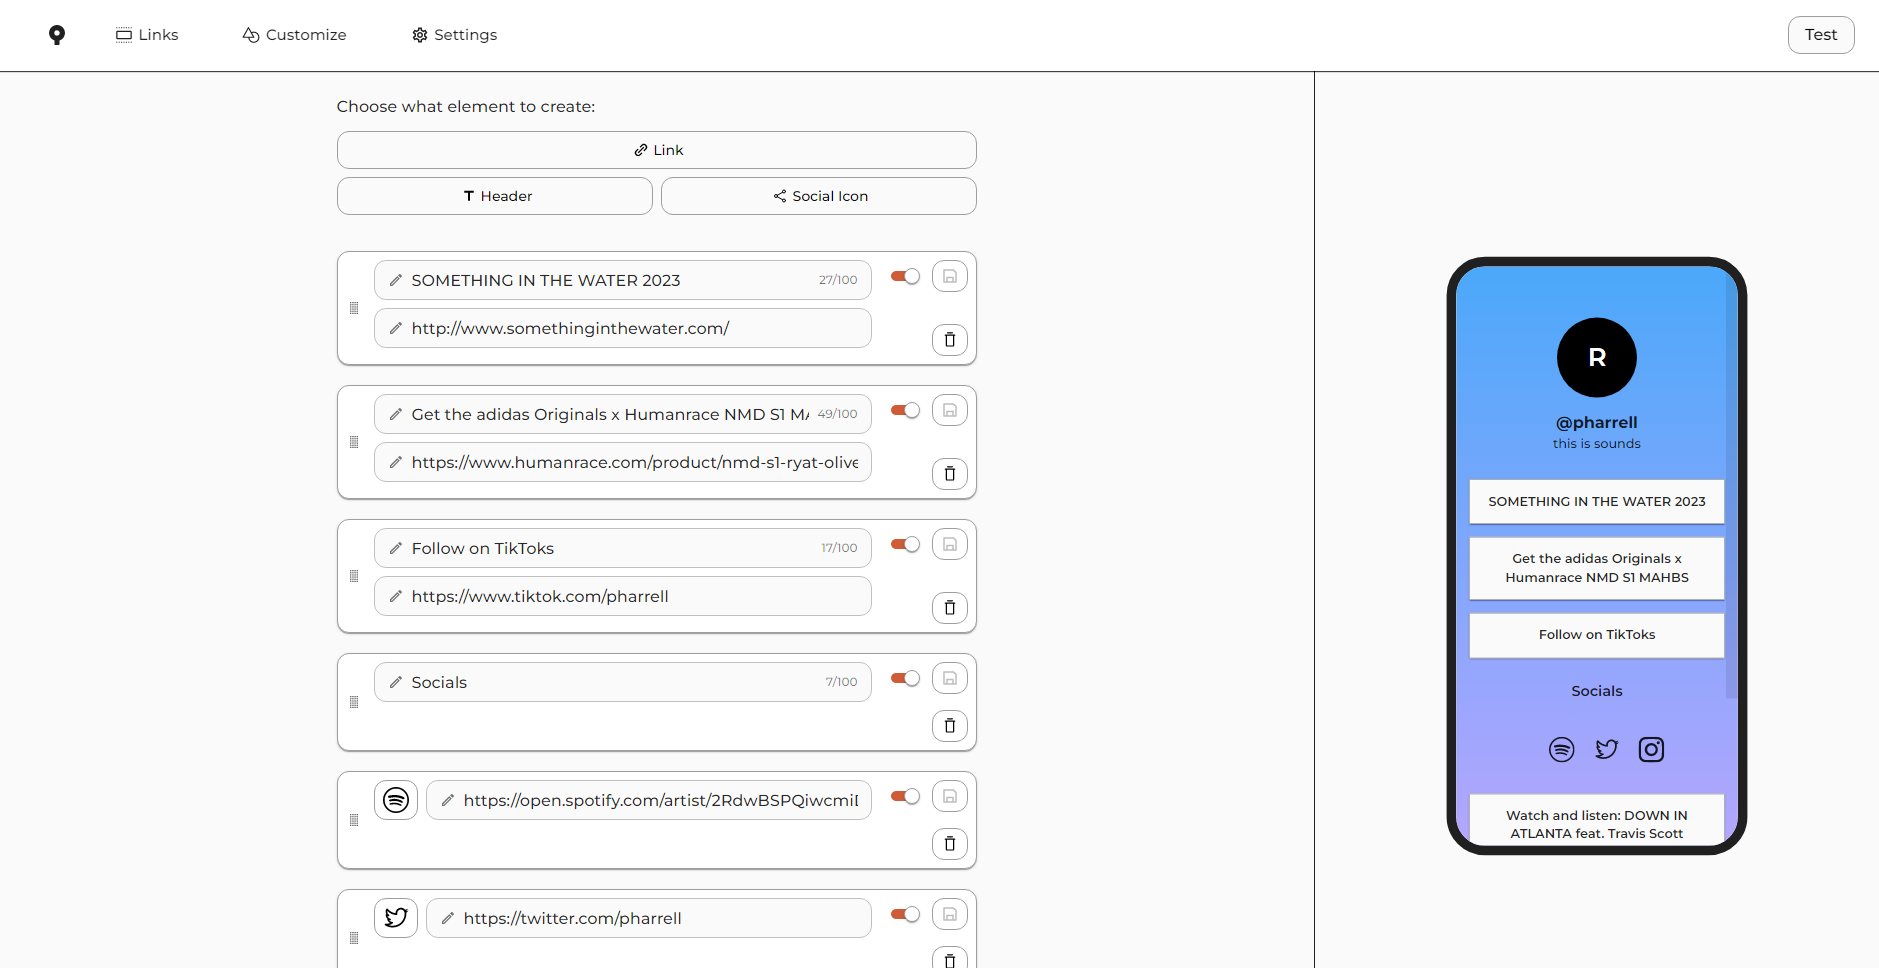 Links
Customize
Settings
Test
Choose what element to create:
Link
Header
Social Icon
SOMETHING IN THE WATER 2023
27/100
http://www.somethinginthewater.com/
Get the adidas Originals x Humanrace NMD S1 MA
49/100
https://www.humanrace.com/product/nmd-s1-ryat-olive
Follow on TikToks
17/100
https://www.tiktok.com/pharrell
Socials
7/100
https://open.spotify.com/artist/2RdwBSPQiwcmiD
https://twitter.com/pharrell
R
@pharrell
this is sounds
SOMETHING IN THE WATER 2023
Get the adidas Originals x
Humanrace NMD S1 MAHBS
Follow on TikToks
Socials
Watch and listen: DOWN IN
ATLANTA feat. Travis Scott